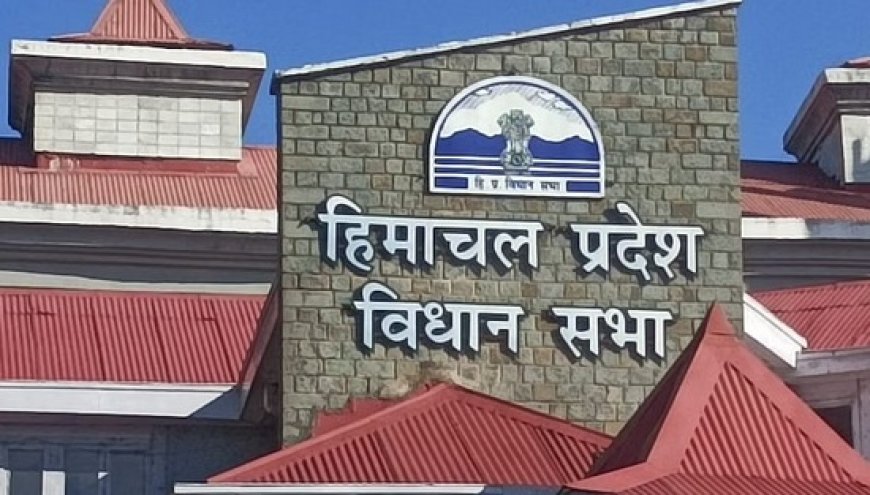 हि. प्र. विधान सभा
हिमाचल प्रदेश
विधान सभा